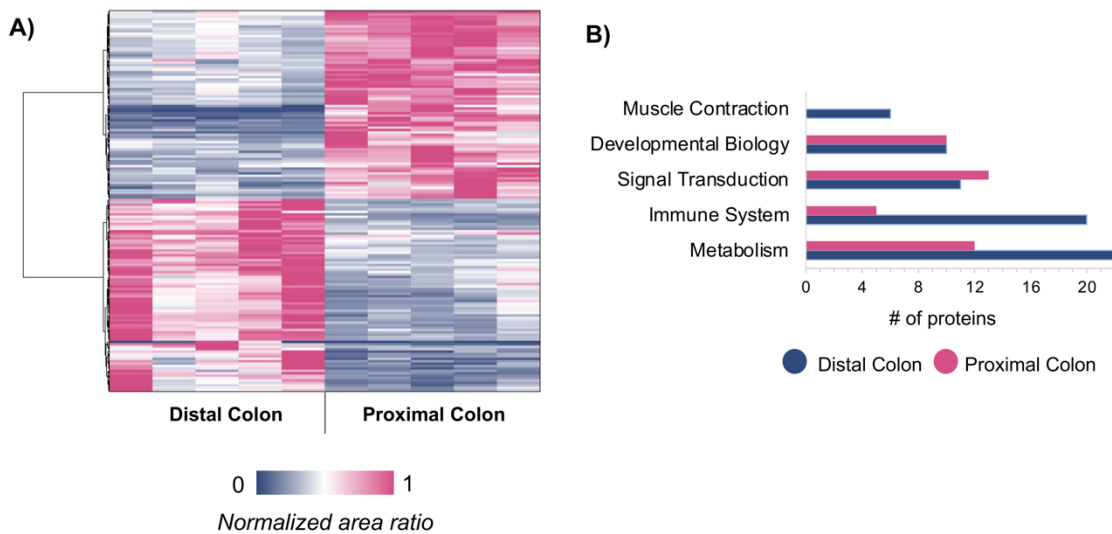 A)
Distal Colon
Proximal Colon
0
1
Normalized area ratio
B)
Muscle Contraction
Developmental Biology
Signal Transduction
Immune System
Metabolism
0 4 8 12 16 20
# of proteins
Distal Colon
Proximal Colon